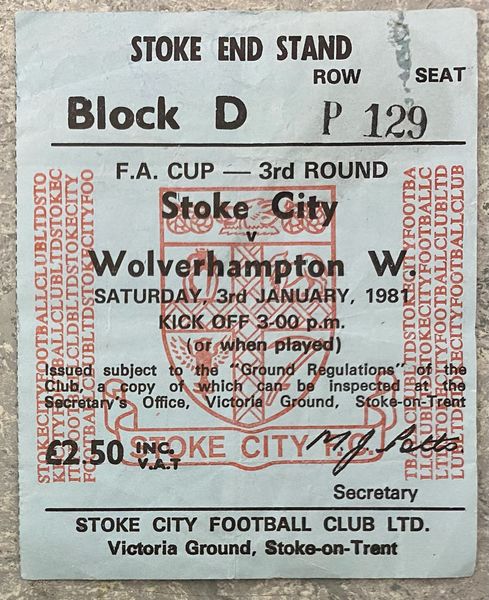 STOKE END STAND
ROW SEAT
Block D P 129
F.A. CUP — 3rd ROUND
Stoke City
v
Wolverhampton W.
SATURDAY, 3rd JANUARY, 1981
KICK OFF 3-00 p.m.
(or when played)
Issued subject to the "Ground Regulations" of the
Club, a copy of which can be inspected at the
Secretary's Office, Victoria Ground, Stoke-on-Trent
£2.50 INC. V.A.T
STOKE CITY F.C.
M.J. Potts
Secretary
STOKE CITY FOOTBALL CLUB LTD.
Victoria Ground, Stoke-on-Trent